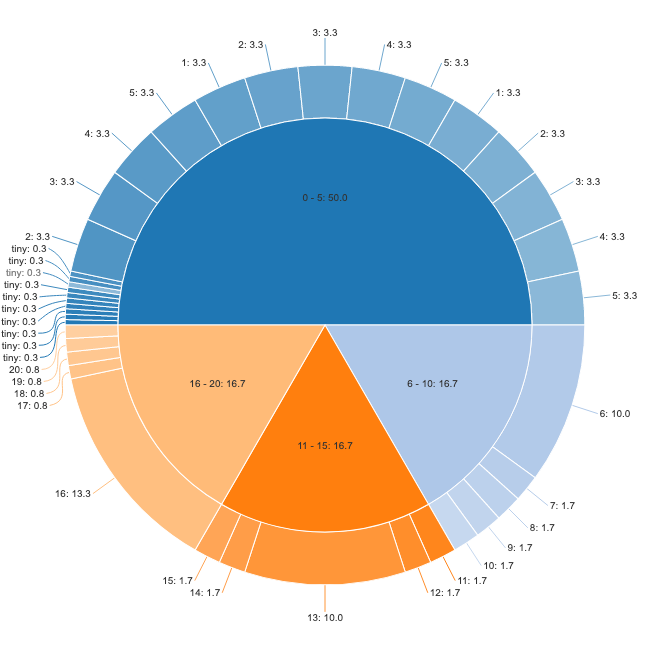 3: 3.3
2: 3.3
4: 3.3
1: 3.3
5: 3.3
5: 3.3
1: 3.3
4: 3.3
2: 3.3
3: 3.3
3: 3.3
0 - 5: 50.0
2: 3.3
4: 3.3
tiny: 0.3
tiny: 0.3
tiny: 0.3
tiny: 0.3
tiny: 0.3
5: 3.3
tiny: 0.3
tiny: 0.3
tiny: 0.3
tiny: 0.3
tiny: 0.3
20: 0.8
19: 0.8
18: 0.8
17: 0.8
16 - 20: 16.7
6 - 10: 16.7
6: 10.0
11 - 15: 16.7
16: 13.3
7: 1.7
8: 1.7
9: 1.7
10: 1.7
15: 1.7
11: 1.7
14: 1.7
12: 1.7
13: 10.0